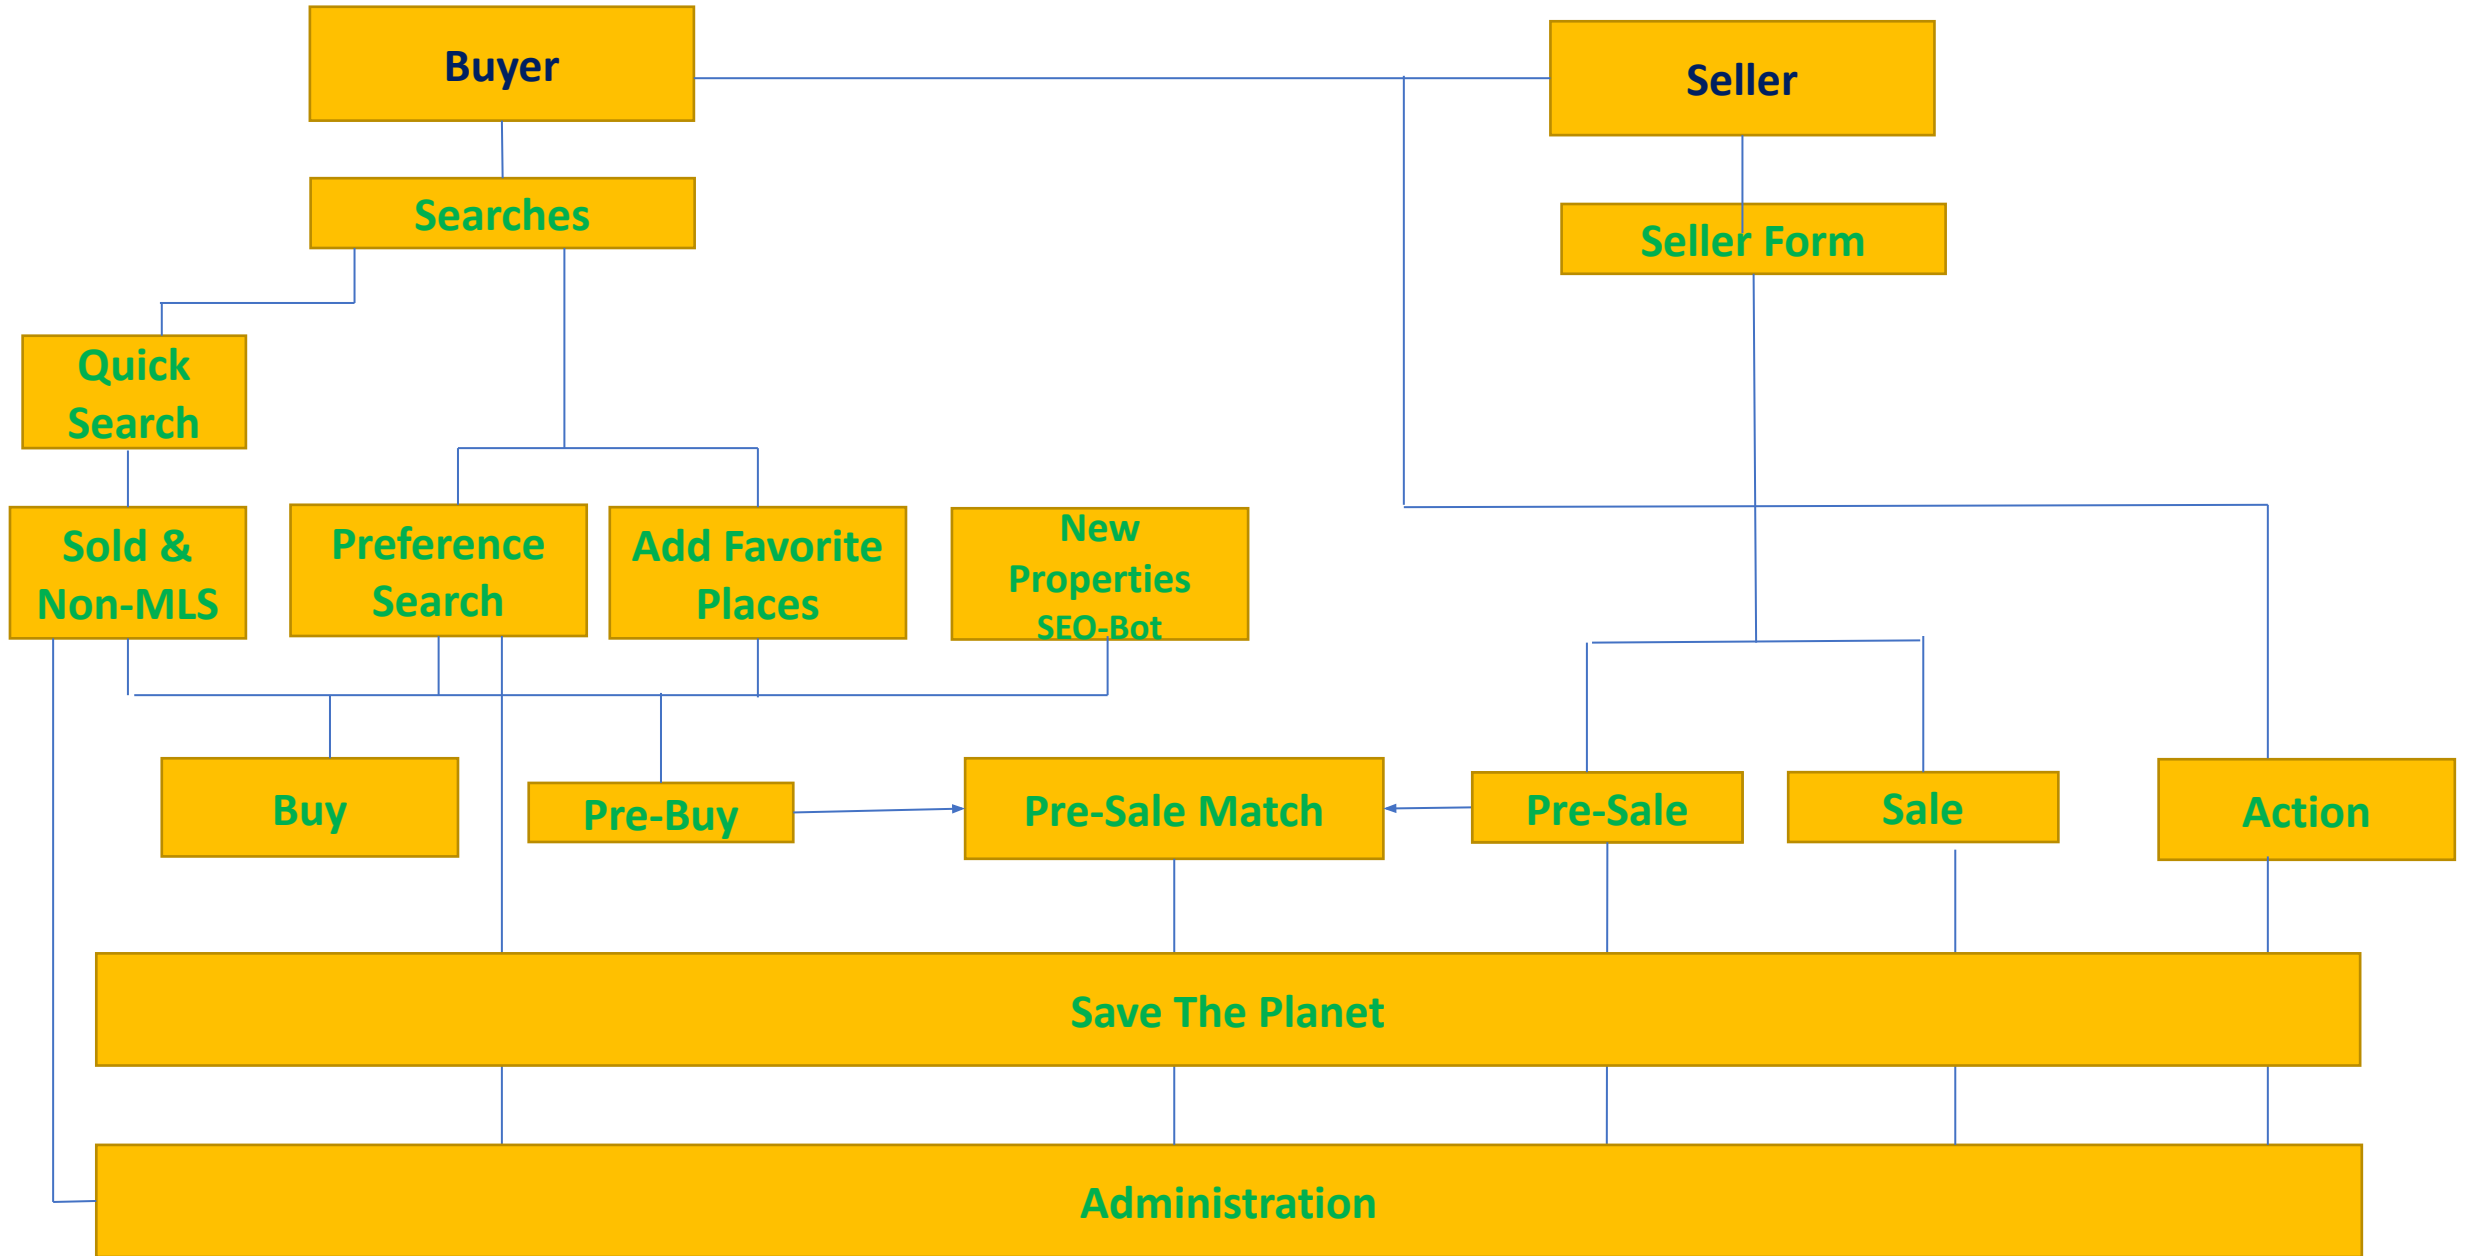 Buyer
Seller
Searches
Seller Form
Quick
Search
Sold &
Non-MLS
Preference
Search
Add Favorite
Places
New
Properties
SEO-Bot
Buy
Pre-Buy
Pre-Sale Match
Pre-Sale
Sale
Action
Save The Planet
Administration